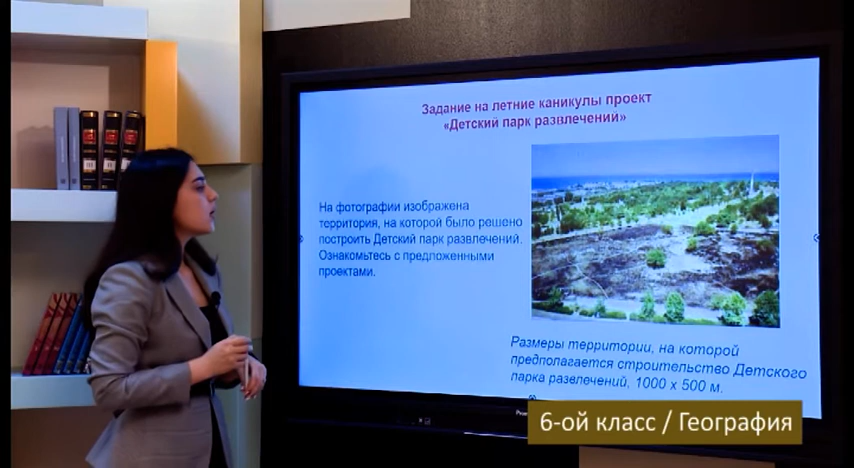 Задание на летние каникулы проект
«Детский парк развлечений»
На фотографии изображена
территория, на которой было решено
построить Детский парк развлечений.
Ознакомьтесь с предложенными
проектами.
Размеры территории, на которой
предполагается строительство Детского
парка развлечений, 1000 х 500 м.
6-ой класс / География